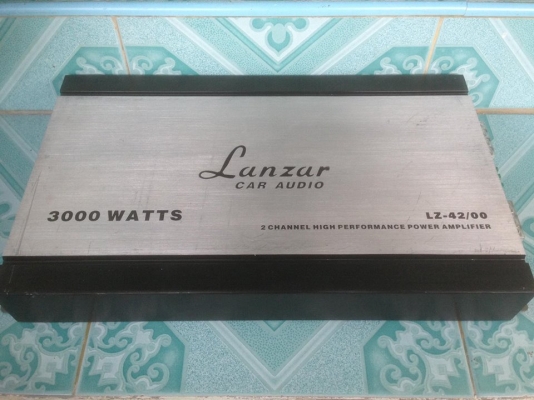 Lanzar
CAR AUDIO
3000 WATTS
LZ-42/00
2 CHANNEL HIGH PERFORMANCE POWER AMPLIFIER